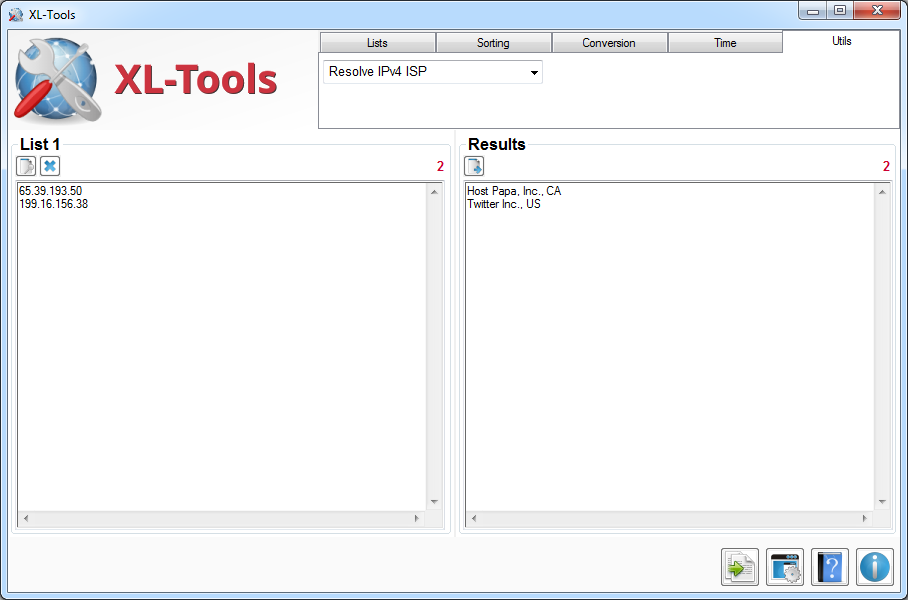 XL-Tools
XL-Tools
Lists
Sorting
Conversion
Time
Utils
Resolve IPv4 ISP
List 1
2
65.39.193.50
199.16.156.38
Results
2
Host Papa, Inc., CA
Twitter Inc., US